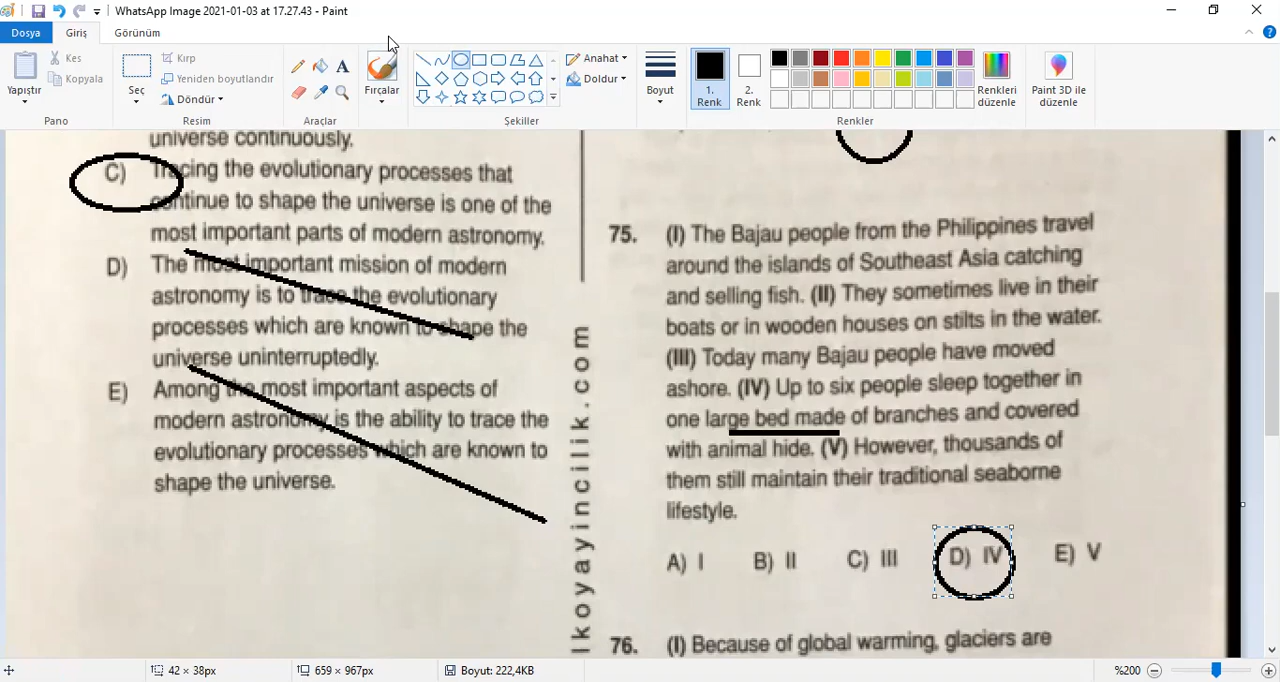 WhatsApp Image 2021-01-03 at 17.27.43 - Paint
Dosya
Giriş
Görünüm
Yapıştır
Kes
Kopyala
Pano
Seç
Kırp
Yeniden boyutlandır
Döndür
Resim
Araçlar
Fırçalar
Şekiller
Anahat
Doldur
Boyut
1.
Renk
2.
Renk
Renkleri
düzenle
Paint 3D ile
düzenle
Renkler
universe continuously.
C) Tracing the evolutionary processes that
continue to shape the universe is one of the
most important parts of modern astronomy.
D) The most important mission of modern
astronomy is to trace the evolutionary
processes which are known to shape the
universe uninterruptedly.
E) Among the most important aspects of
modern astronomy is the ability to trace the
evolutionary processes which are known to
shape the universe.
lkoyayincilik.com
75. (I) The Bajau people from the Philippines travel
around the islands of Southeast Asia catching
and selling fish. (II) They sometimes live in their
boats or in wooden houses on stilts in the water.
(III) Today many Bajau people have moved
ashore. (IV) Up to six people sleep together in
one large bed made of branches and covered
with animal hide. (V) However, thousands of
them still maintain their traditional seaborne
lifestyle.
A) I B) II C) III D) IV E) V
76. (I) Because of global warming, glaciers are
42 × 38px
659 × 967px
Boyut: 222,4KB
%200